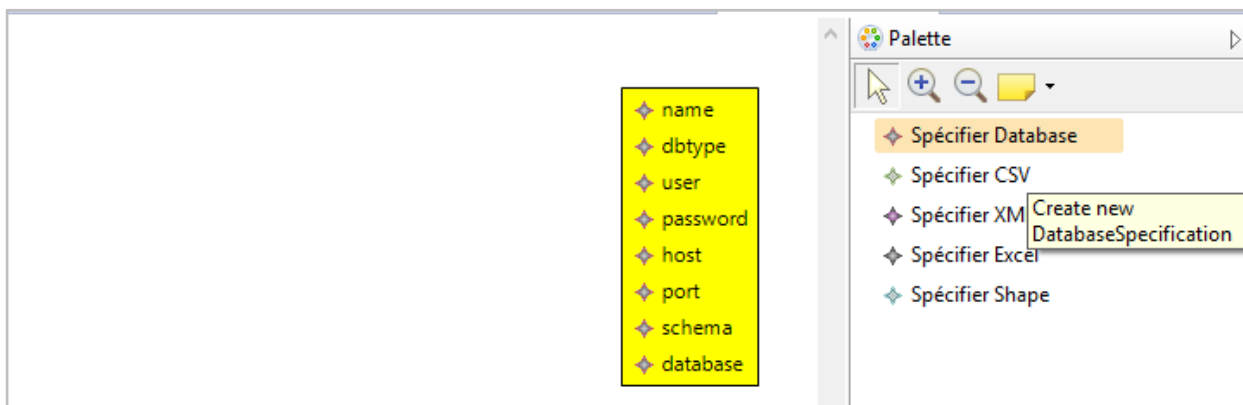 name
dbtype
user
password
host
port
schema
database
Palette
Spécifier Database
Spécifier CSV
Spécifier XM
Create new
DatabaseSpecification
Spécifier Excel
Spécifier Shape